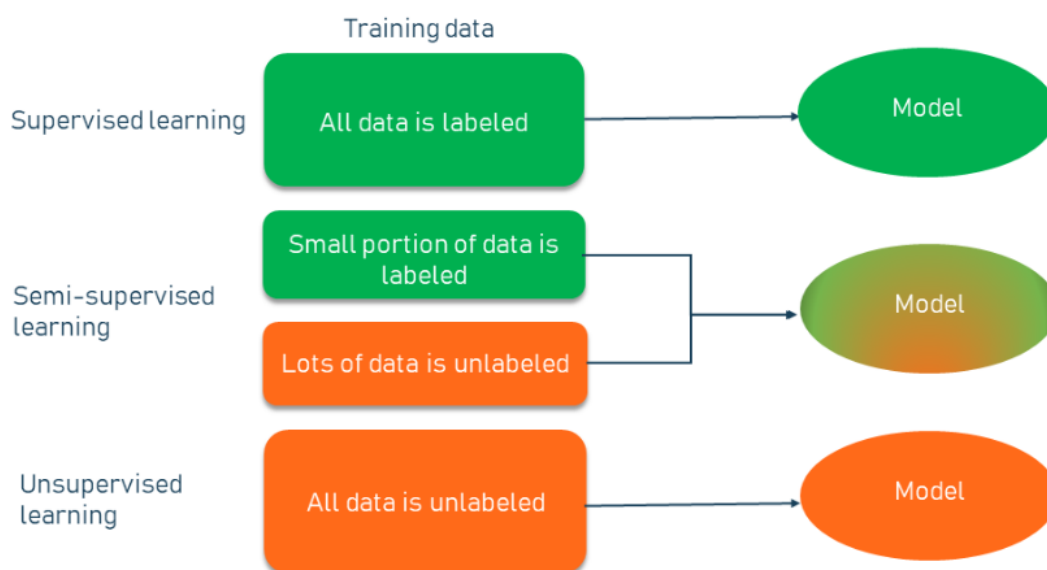 Training data
Supervised learning
All data is labeled
Model
Small portion of data is
labeled
Semi-supervised
learning
Lots of data is unlabeled
Model
Unsupervised
learning
All data is unlabeled
Model